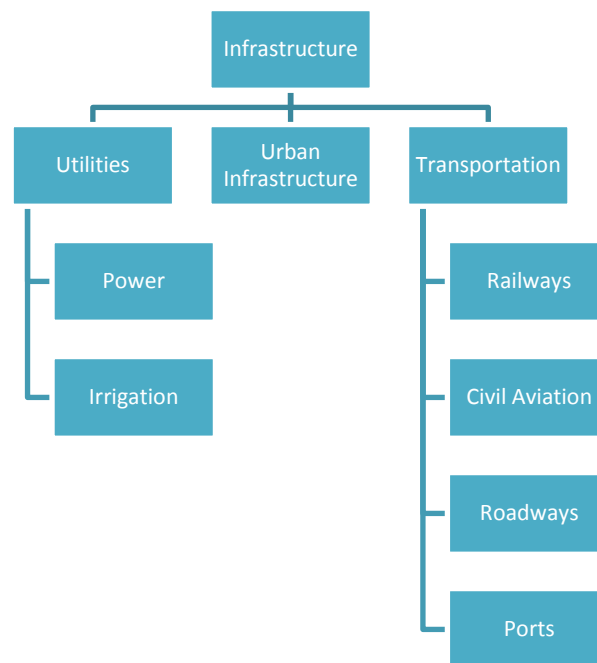 Infrastructure
Utilities
Urban
Infrastructure
Transportation
Power
Irrigation
Railways
Civil Aviation
Roadways
Ports